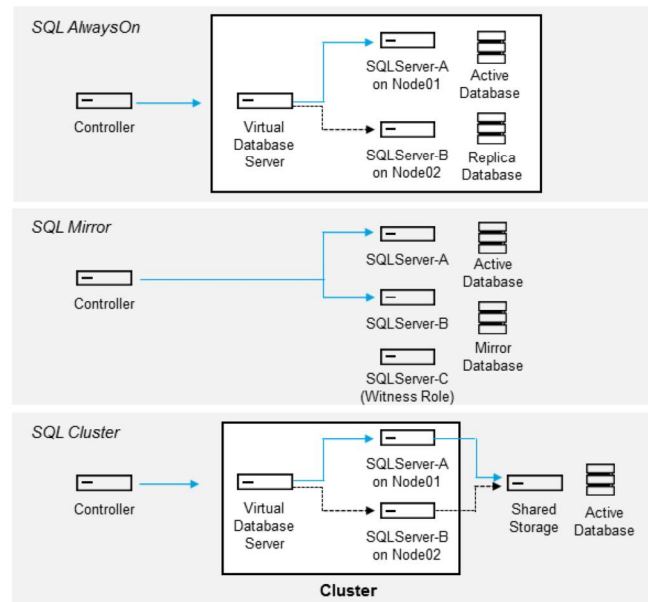 SQL AlwaysOn
SQLServer-A
on Node01
Active
Database
Controller
Virtual
Database
Server
SQLServer-B
on Node02
Replica
Database
SQL Mirror
SQLServer-A
Active
Database
Controller
SQLServer-B
Mirror
Database
SQLServer-C
(Witness Role)
SQL Cluster
SQLServer-A
on Node01
Controller
Virtual
Database
Server
Shared
Storage
Active
Database
SQLServer-B
on Node02
Cluster